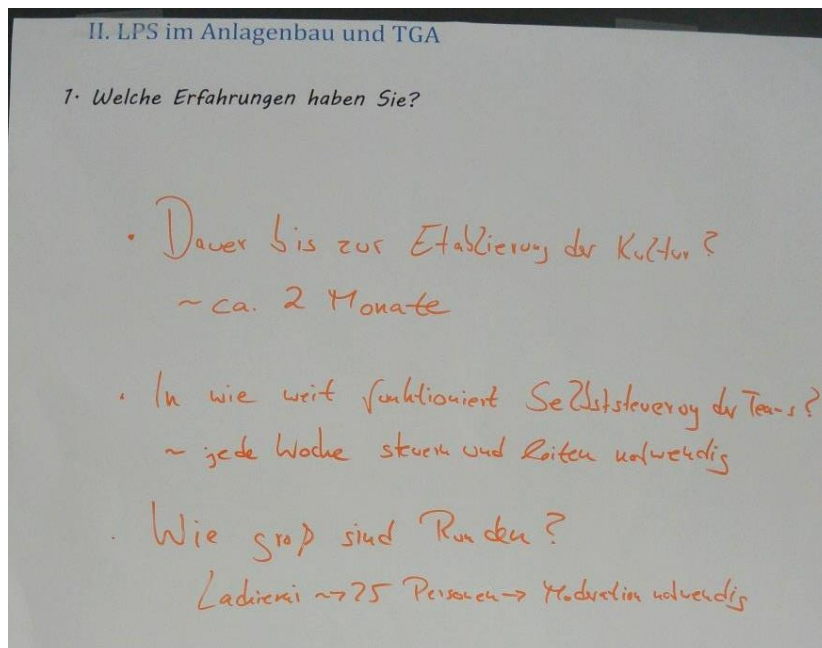 II. LPS im Anlagenbau und TGA
1. Welche Erfahrungen haben Sie?
• Dauer bis zur Etablierung der Kultur?
~ ca. 2 Monate
• In wie weit funktioniert Selbststeuerung der Teams?
~ jede Woche steuern und leiten notwendig
• Wie groß sind Runden?
Lackiererei ~> 25 Personen -> Moderation notwendig